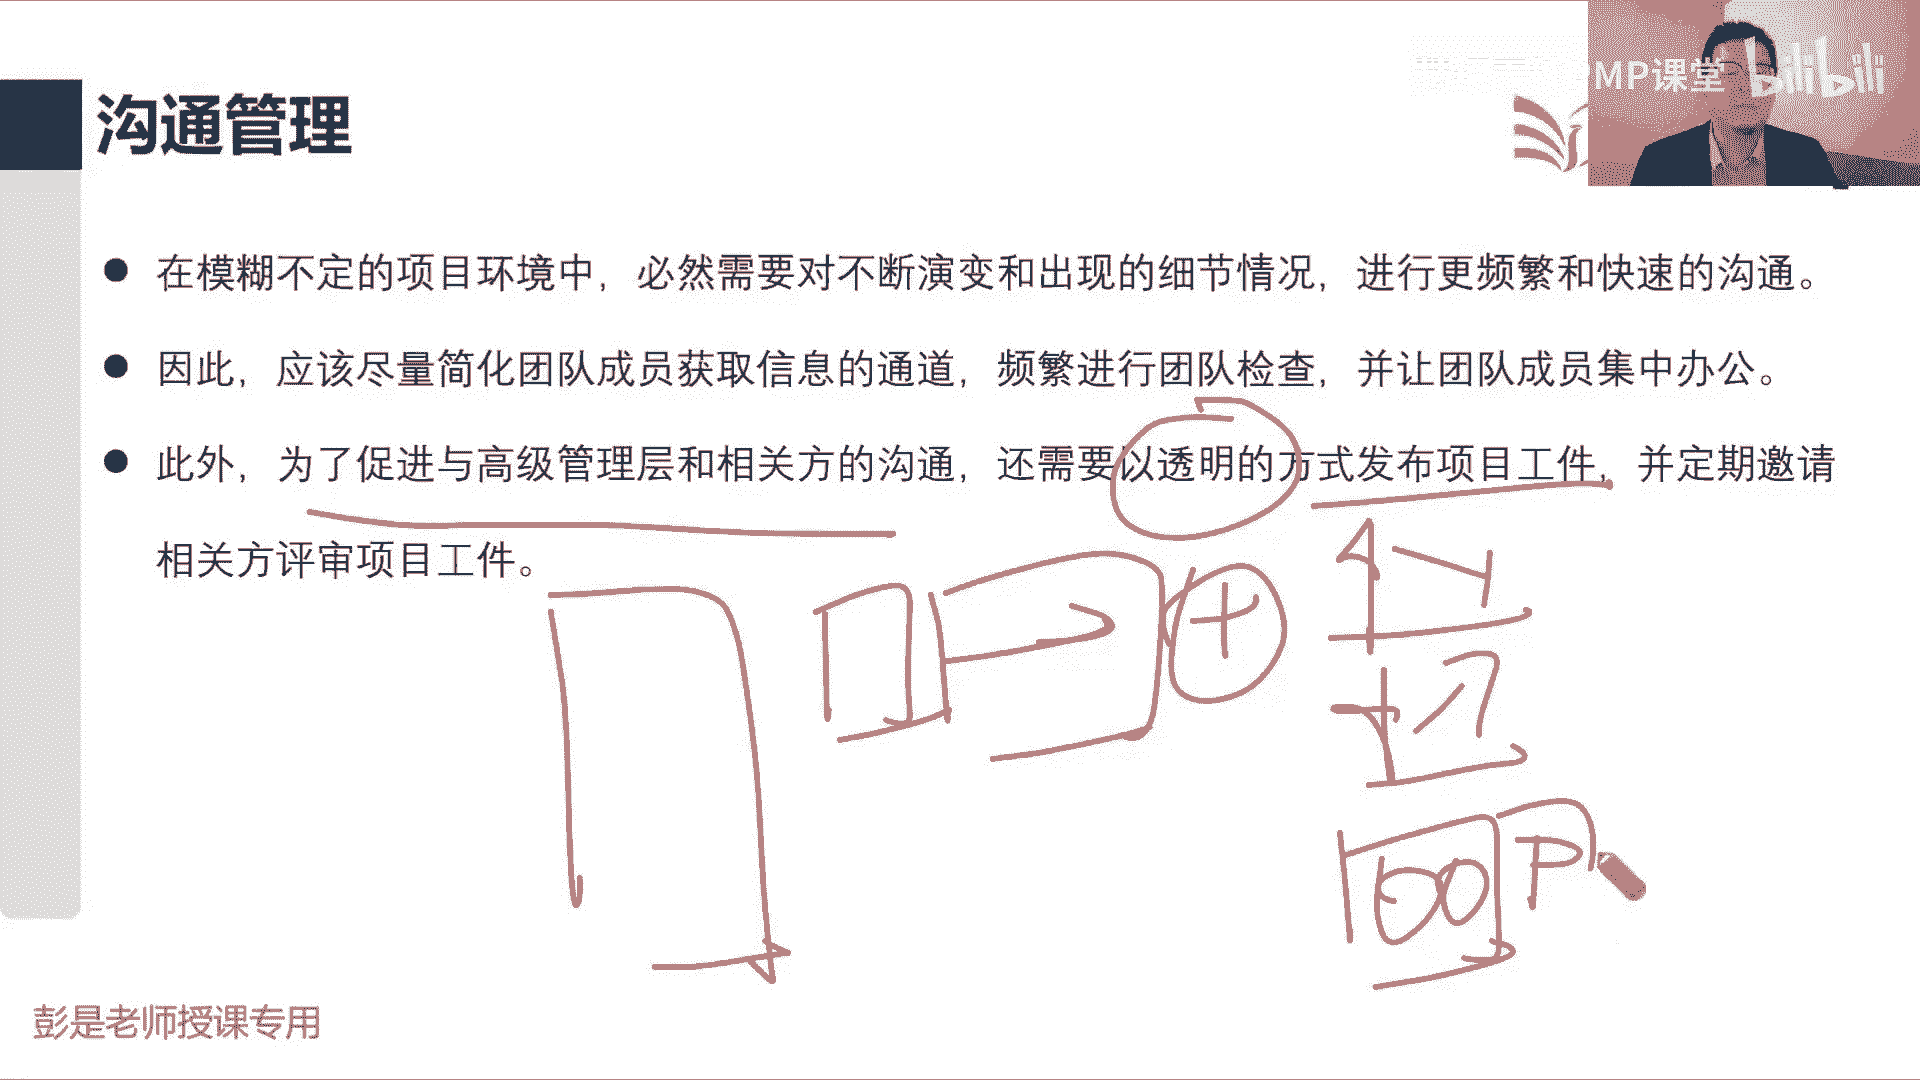 沟通管理
PMP课堂 bilibili
● 在模糊不定的项目环境中，必然需要对不断演变和出现的细节情况，进行更频繁和快速的沟通。
● 因此，应该尽量简化团队成员获取信息的通道，频繁进行团队检查，并让团队成员集中办公。
● 此外，为了促进与高级管理层和相关方的沟通，还需要以透明的方式发布项目工件，并定期邀请
相关方评审项目工件。
彭是老师授课专用